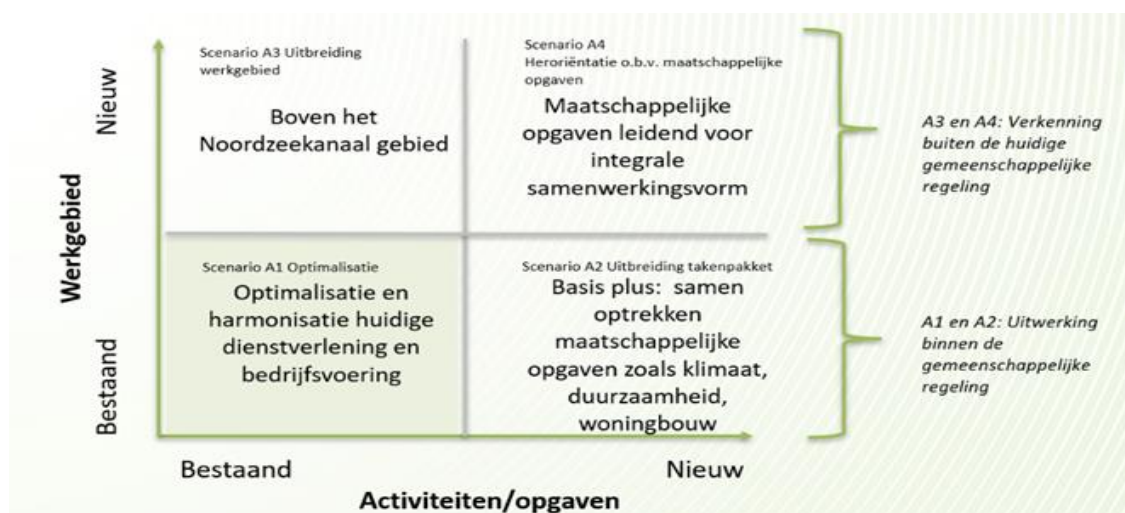 Scenario A3 Uitbreiding
werkgebied
Boven het
Noordzeekanaal gebied
Scenario A4
Heroriëntatie o.b.v. maatschappelijke
opgaven
Maatschappelijke
opgaven leidend voor
integrale
samenwerkingsvorm
A3 en A4: Verkenning
buiten de huidige
gemeenschappelijke
regeling
Nieuw
Werkgebied
Bestaand
Scenario A1 Optimalisatie
Optimalisatie en
harmonisatie huidige
dienstverlening en
bedrijfsvoering
Scenario A2 Uitbreiding takenpakket
Basis plus: samen
optrekken
maatschappelijke
opgaven zoals klimaat,
duurzaamheid,
woningbouw
A1 en A2: Uitwerking
binnen de
gemeenschappelijke
regeling
Bestaand
Nieuw
Activiteiten/opgaven